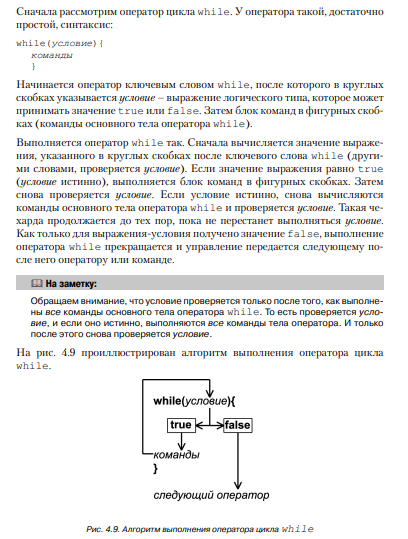 Сначала рассмотрим оператор цикла while. У оператора такой, достаточно
простой, синтаксис:
while(условие){
команды
}
Начинается оператор ключевым словом while, после которого в круглых
скобках указывается условие – выражение логического типа, которое может
принимать значение true или false. Затем блок команд в фигурных скоб-
ках (команды основного тела оператора while).
Выполняется оператор while так. Сначала вычисляется значение выраже-
ния, указанного в круглых скобках после ключевого слова while (други-
ми словами, проверяется условие). Если значение выражения равно true
(условие истинно), выполняется блок команд в фигурных скобках. Затем
снова проверяется условие. Если условие истинно, снова вычисляются
команды основного тела оператора while и проверяется условие. Такая че-
харда продолжается до тех пор, пока не перестанет выполняться условие.
Как только для выражения-условия получено значение false, выполнение
оператора while прекращается и управление передается следующему по-
сле него оператору или команде.
На заметку:
Обращаем внимание, что условие проверяется только после того, как выполне-
ны все команды основного тела оператора while. То есть проверяется усло-
вие, и если оно истинно, выполняются все команды тела оператора. И только
после этого снова проверяется условие.
На рис. 4.9 проиллюстрирован алгоритм выполнения оператора цикла
while.
while(условие){
true false
команды
}
следующий оператор
Рис. 4.9. Алгоритм выполнения оператора цикла while